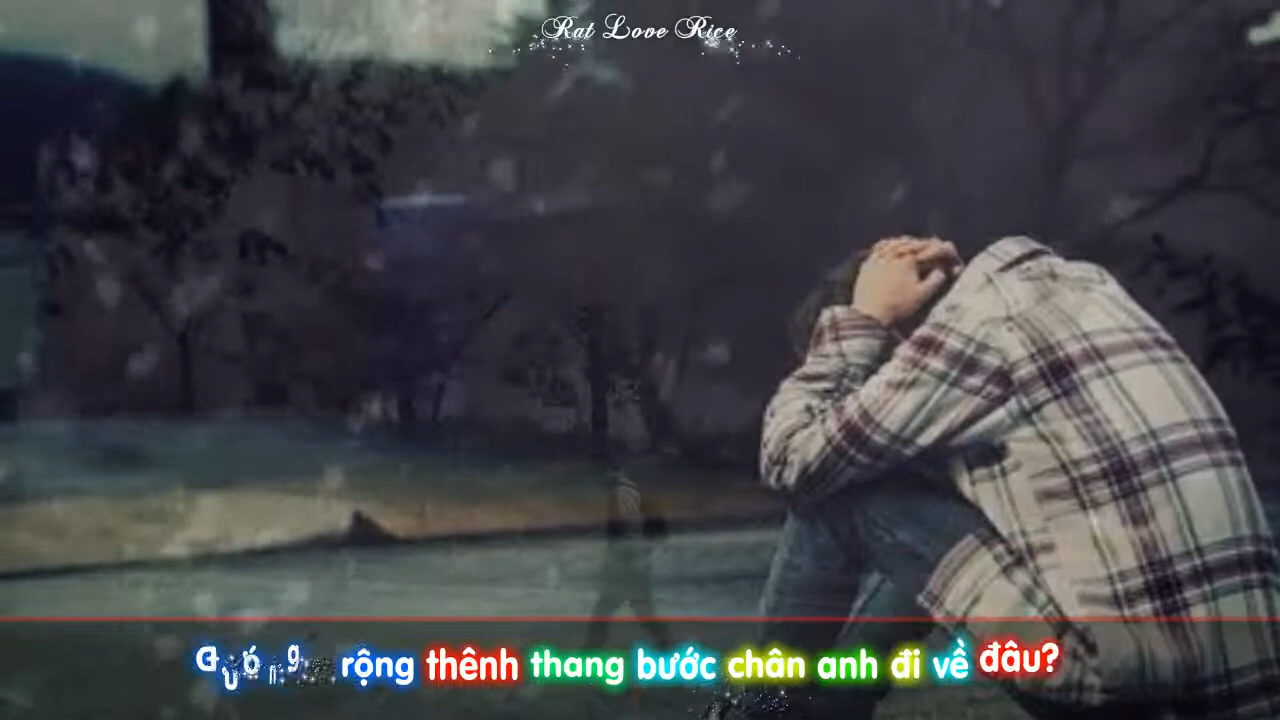 Rat Love Rice
rộng thênh thang bước chân anh đi về đâu?